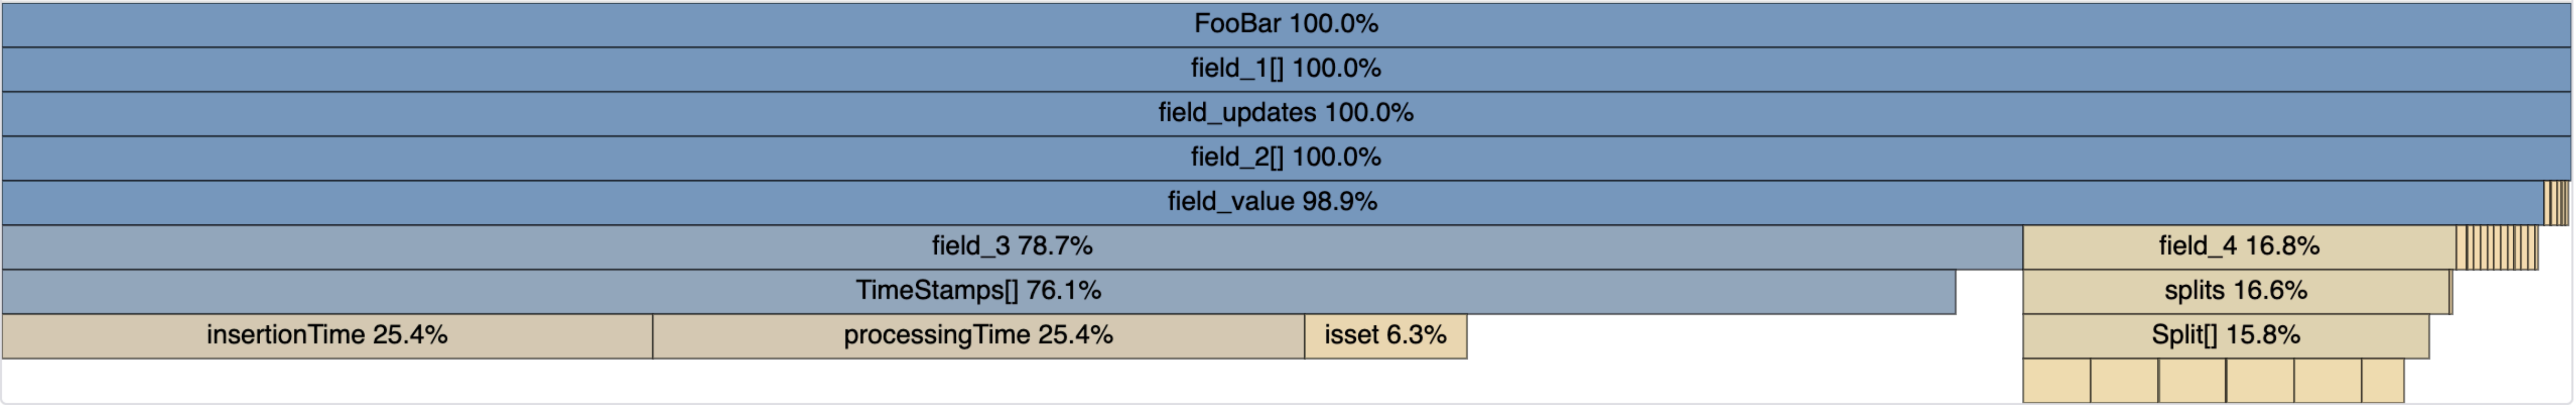 FooBar 100.0%
field_1[] 100.0%
field_updates 100.0%
field_2[] 100.0%
field_value 98.9%
field_3 78.7% field_4 16.8%
TimeStamps[] 76.1% splits 16.6%
insertionTime 25.4% processingTime 25.4% isset 6.3% Split[] 15.8%